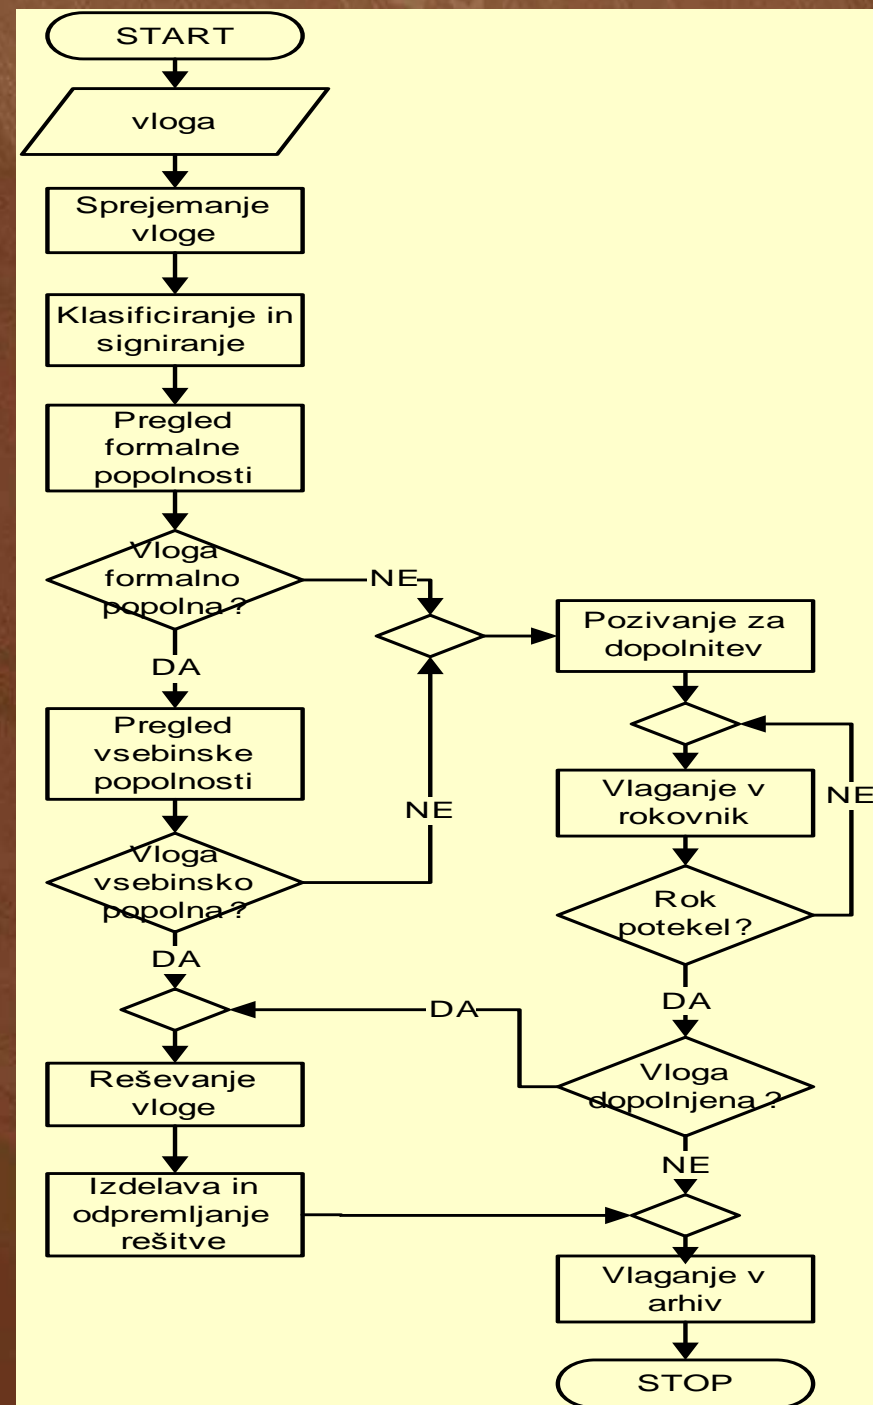 START
vloga
Sprejemanje
vloge
Klasificiranje in
signiranje
Pregled
formalne
popolnosti
Vloga
formalno
popolna?
NE
DA
Pregled
vsebinske
popolnosti
NE
Vloga
vsebinsko
popolna?
DA
Pozivanje za
dopolnitev
Vlaganje v
rokovnik
NE
Rok
potekel?
DA
Vloga
dopolnjena?
DA
NE
Reševanje
vloge
Izdelava in
odpremljanje
rešitve
Vlaganje v
arhiv
STOP